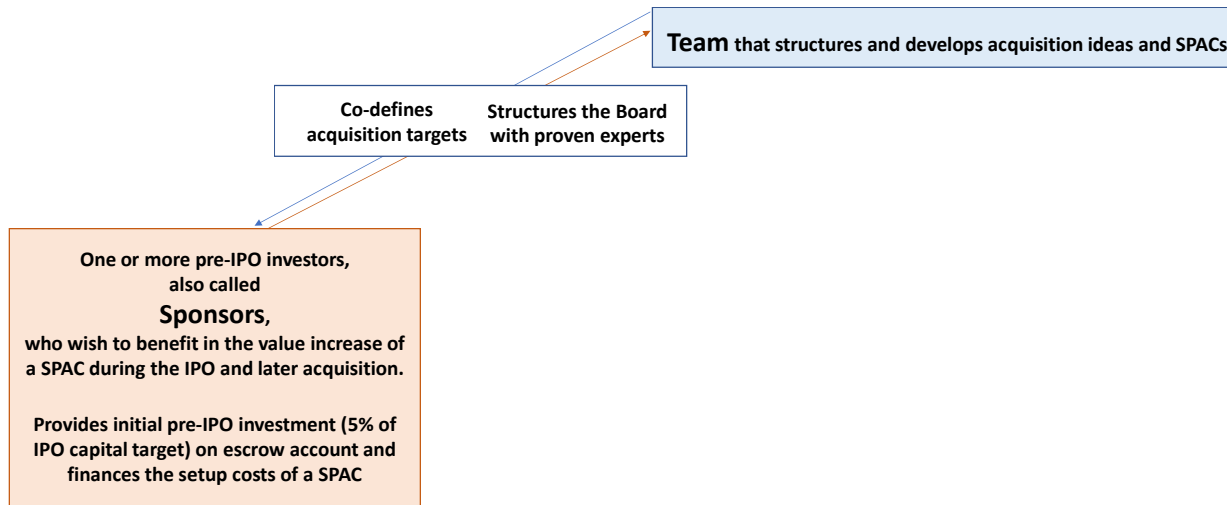 Team that structures and develops acquisition ideas and SPACs
Co-defines
acquisition targets
Structures the Board
with proven experts
One or more pre-IPO investors,
also called
Sponsors,
who wish to benefit in the value increase of
a SPAC during the IPO and later acquisition.
Provides initial pre-IPO investment (5% of
IPO capital target) on escrow account and
finances the setup costs of a SPAC